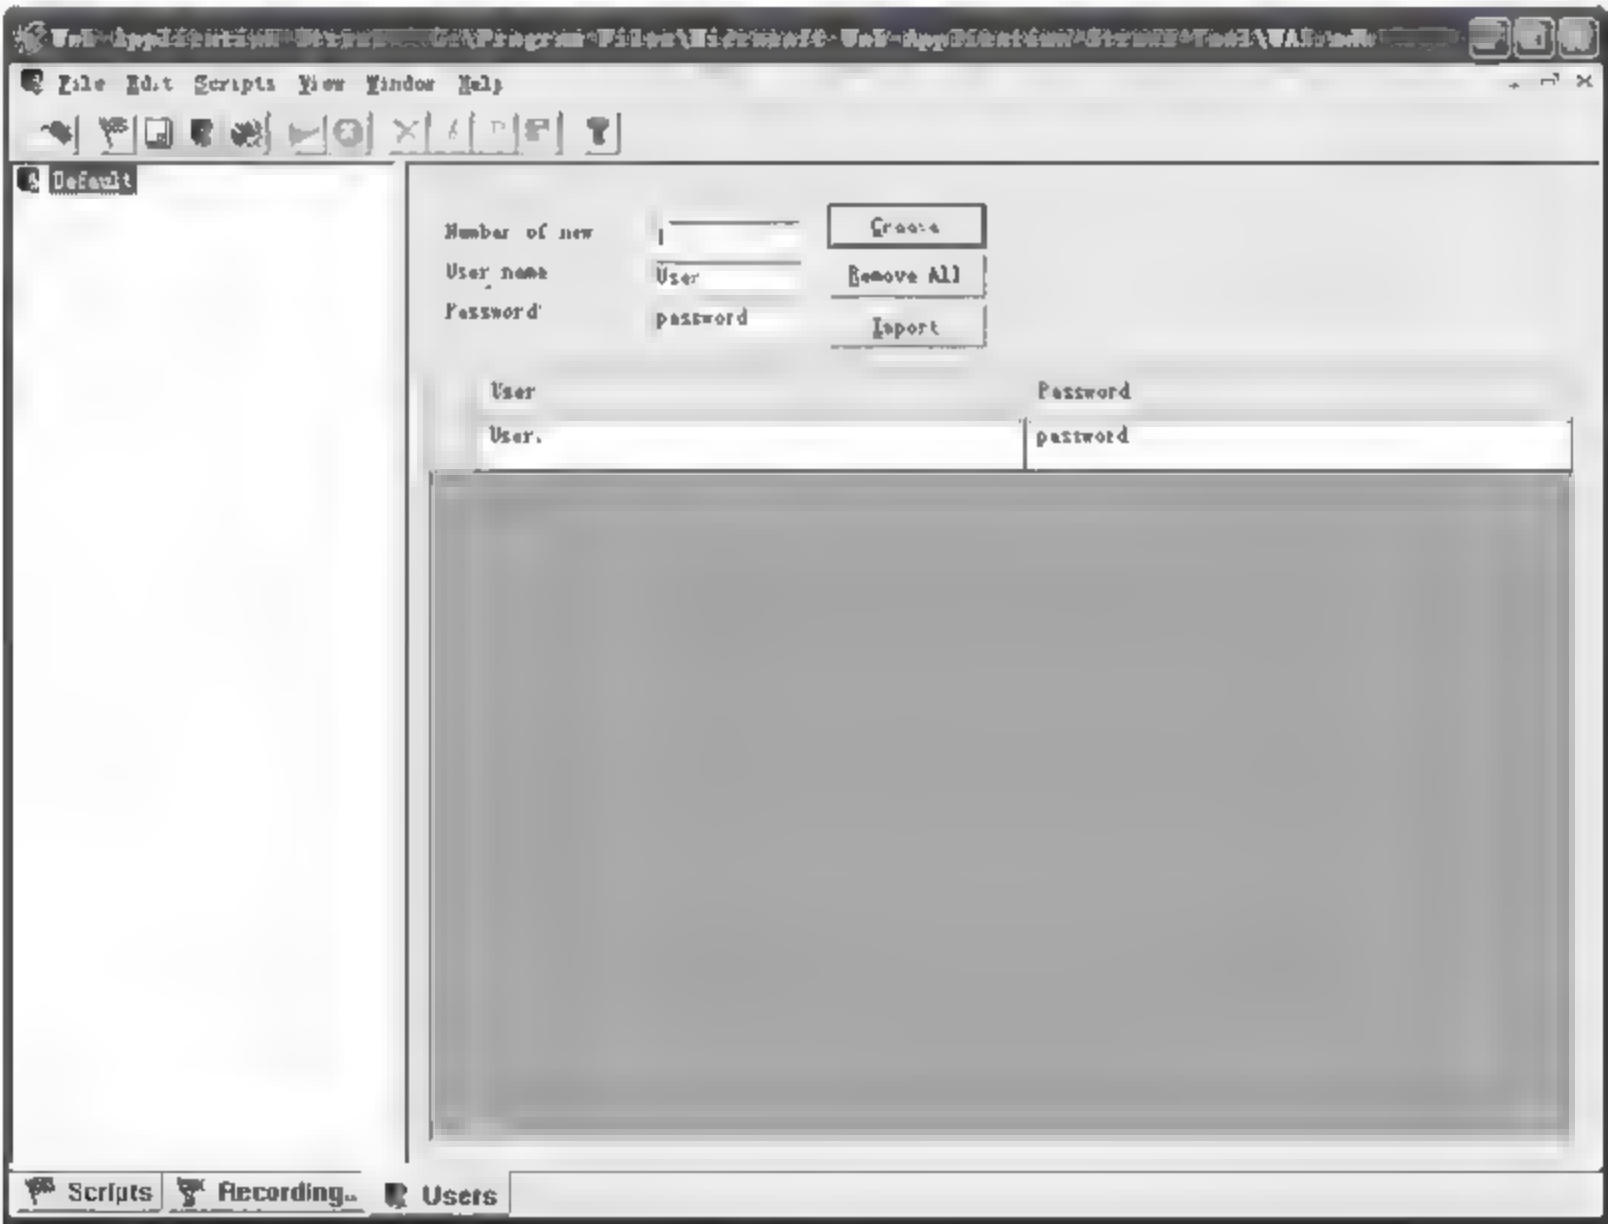 File Edit Scripts View Window Help
Default
Number of new
Create
User name
User
Remove All
Password
password
Import
User Password
User. password
Scripts Recording.. Users